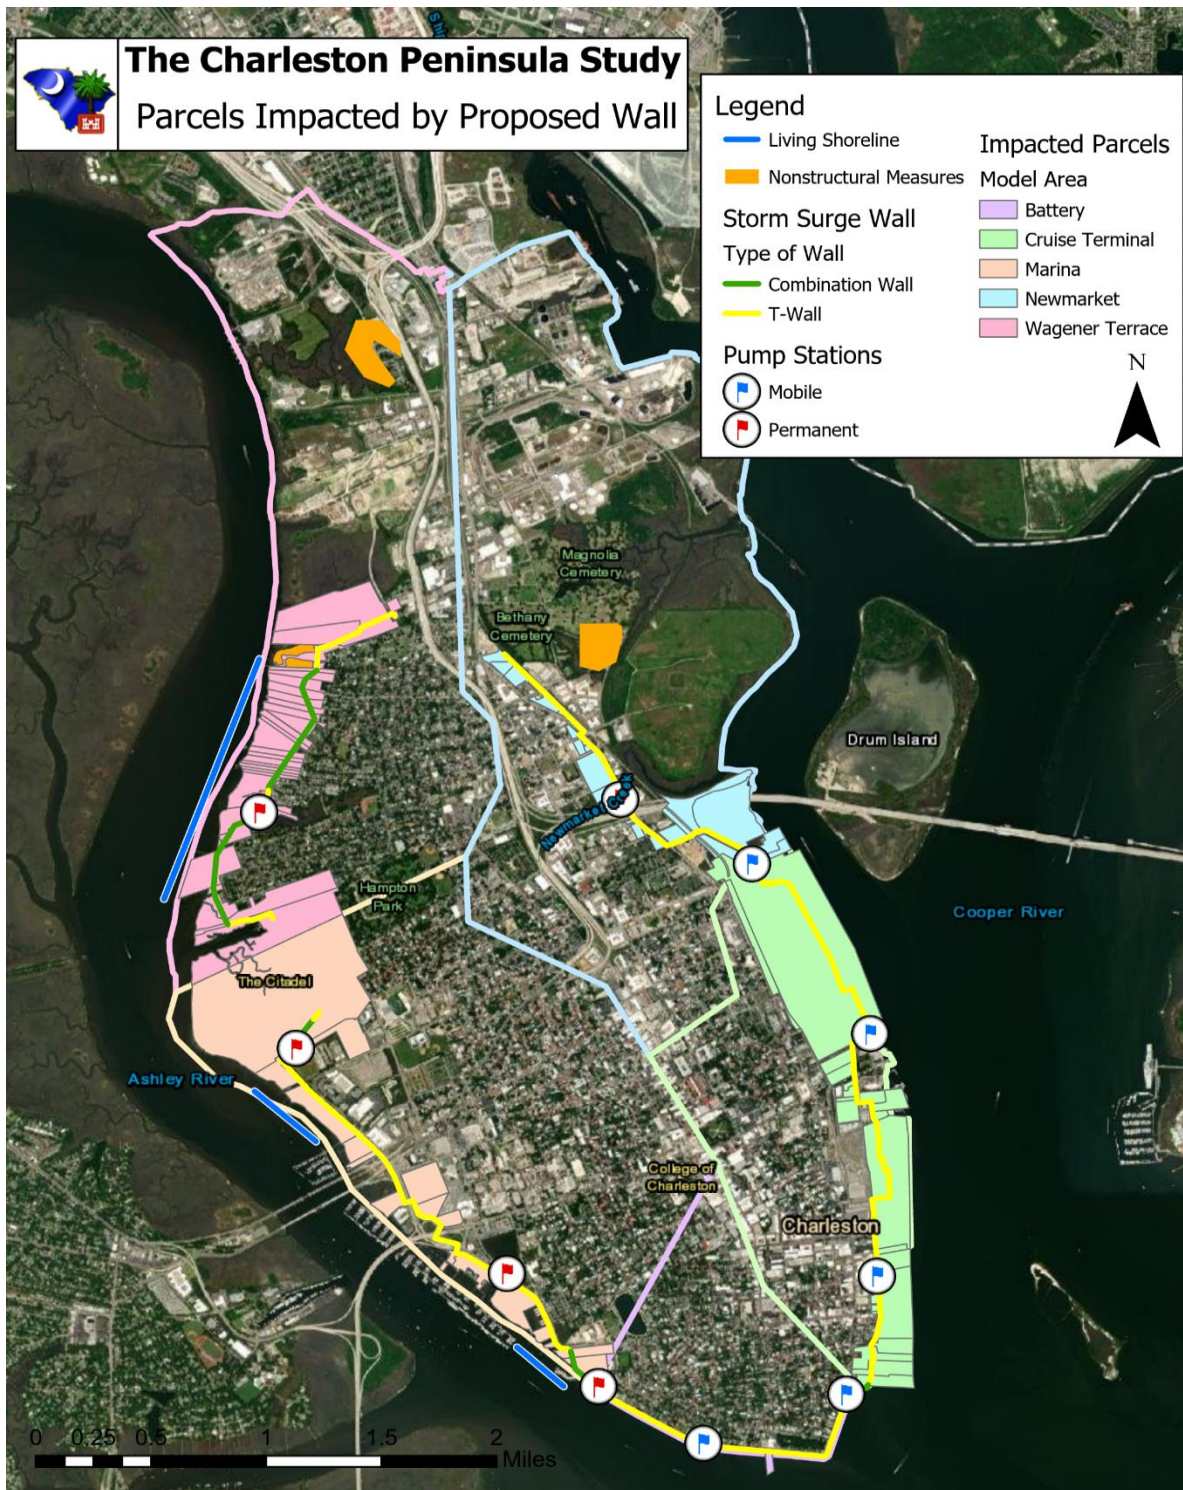 Shi
The Charleston Peninsula Study
Parcels Impacted by Proposed Wall
Legend
Living Shoreline
Nonstructural Measures
Storm Surge Wall
Type of Wall
Combination Wall
T-Wall
Pump Stations
Mobile
Permanent
Impacted Parcels
Model Area
Battery
Cruise Terminal
Marina
Newmarket
Wagener Terrace
N
Magnolia
Cemetery
Bethany
Cemetery
Drum Island
Newmarket Creek
Hampton
Park
Cooper River
The Citadel
Ashley River
College of
Charleston
Charleston
0 0.25 0.5 1 1.5 2
Miles